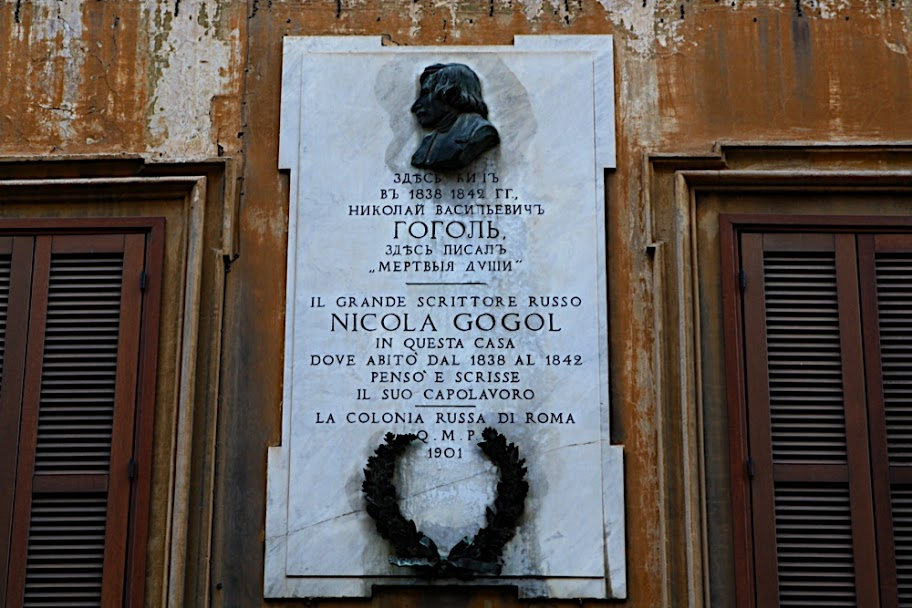 ЗДѢСЬ ЖИЛЪ
ВЪ 1838 1842 ГГ.,
НИКОЛАЙ ВАСИЛЬЕВИЧЪ
ГОГОЛЬ,
ЗДѢСЬ ПИСАЛЪ
„МЕРТВЫЯ ДУШИ“
IL GRANDE SCRITTORE RUSSO
NICOLA GOGOL
IN QUESTA CASA
DOVE ABITÒ DAL 1838 AL 1842
PENSÒ E SCRISSE
IL SUO CAPOLAVORO
LA COLONIA RUSSA DI ROMA
Q.M.P.
1901